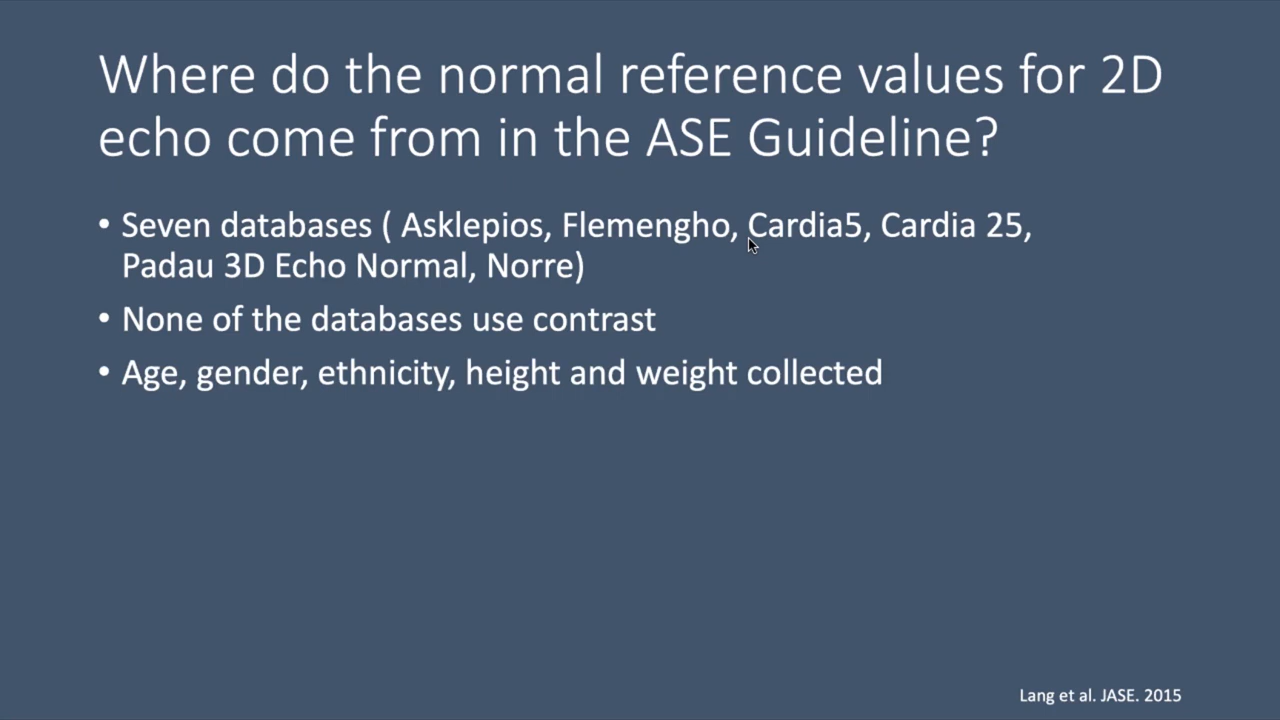 Where do the normal reference values for 2D
echo come from in the ASE Guideline?
• Seven databases ( Asklepios, Flemengho, Cardia5, Cardia 25,
Padau 3D Echo Normal, Norre)
• None of the databases use contrast
• Age, gender, ethnicity, height and weight collected
Lang et al. JASE. 2015